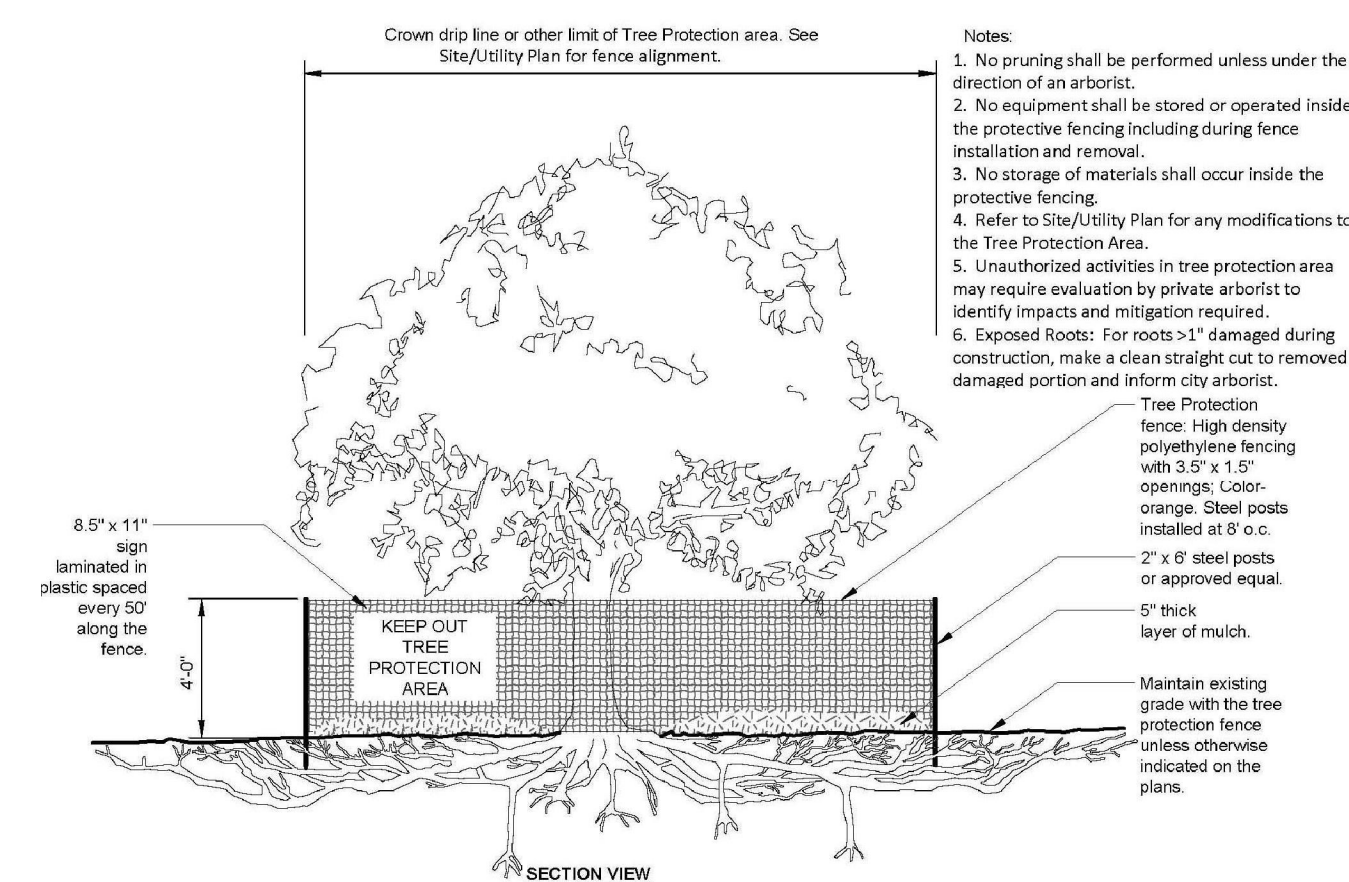 Crown drip line or other limit of Tree Protection area. See
Site/Utility Plan for fence alignment.
Notes:
1. No pruning shall be performed unless under the
direction of an arborist.
2. No equipment shall be stored or operated inside
the protective fencing including during fence
installation and removal.
3. No storage of materials shall occur inside the
protective fencing.
4. Refer to Site/Utility Plan for any modifications to
the Tree Protection Area.
5. Unauthorized activities in tree protection area
may require evaluation by private arborist to
identify impacts and mitigation required.
6. Exposed Roots: For roots >1" damaged during
construction, make a clean straight cut to removed
damaged portion and inform city arborist.
Tree Protection
fence: High density
polyethylene fencing
with 3.5" x 1.5"
openings; Color-
orange. Steel posts
installed at 8' o.c.
2" x 6' steel posts
or approved equal.
5" thick
layer of mulch.
Maintain existing
grade with the tree
protection fence
unless otherwise
indicated on the
plans.
8.5" x 11"
sign
laminated in
plastic spaced
every 50'
along the
fence.
4'-0"
KEEP OUT
TREE
PROTECTION
AREA
SECTION VIEW